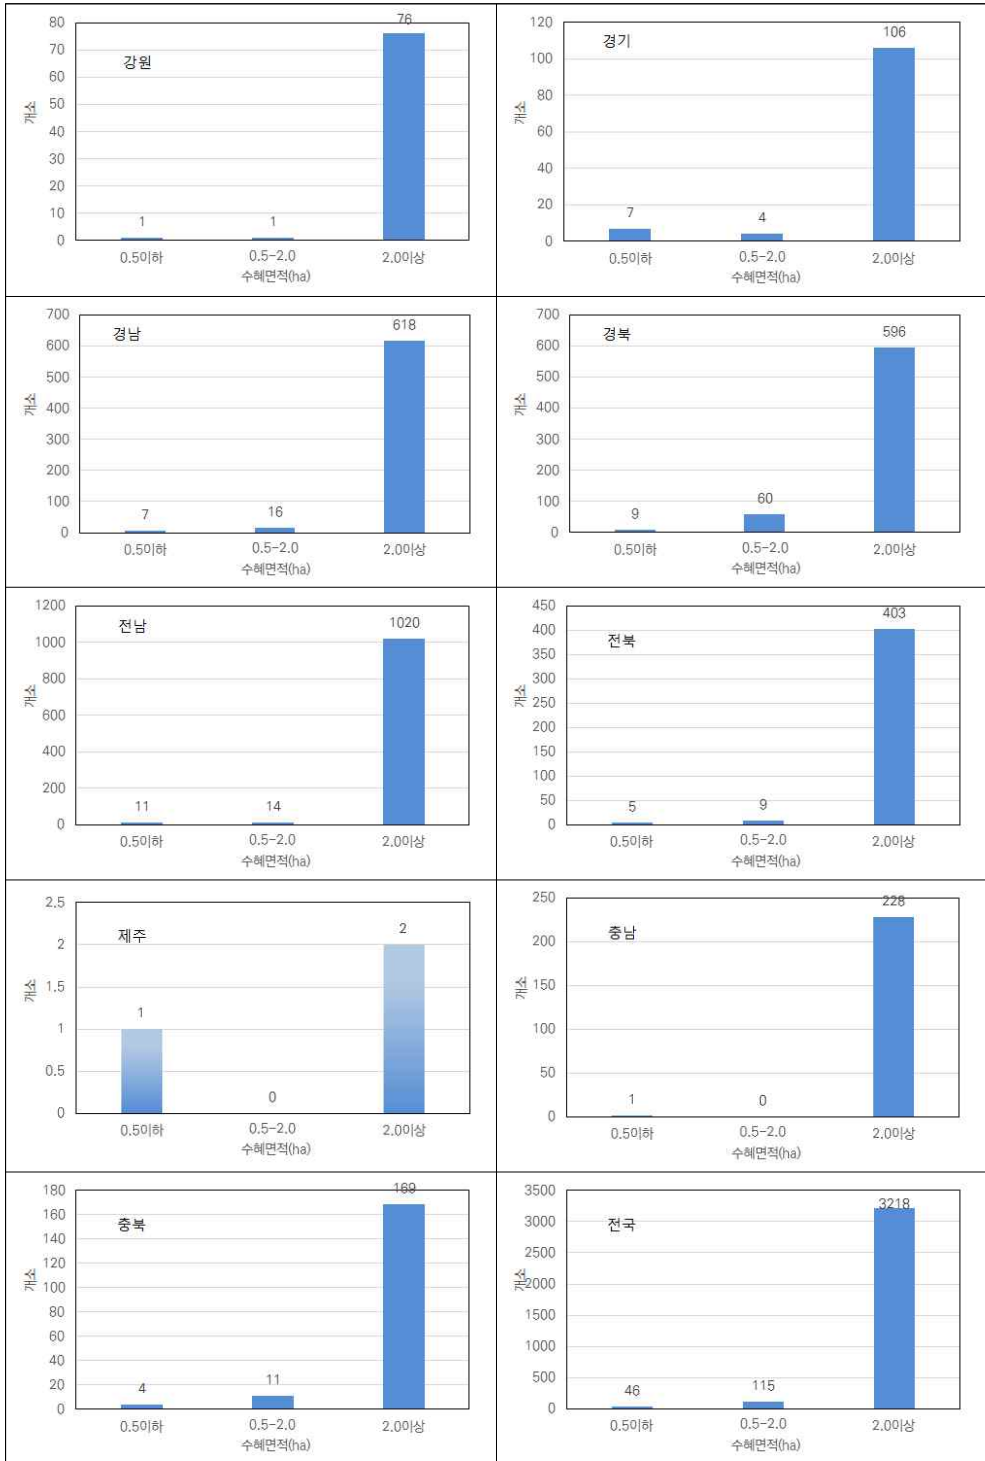 강원
개소
80
70
60
50
40
30
20
10
0
1
1
76
0.5이하
0.5-2.0
2.0이상
수혜면적(ha)
경기
개소
120
100
80
60
40
20
0
7
4
106
0.5이하
0.5-2.0
2.0이상
수혜면적(ha)
경남
개소
700
600
500
400
300
200
100
0
7
16
618
0.5이하
0.5-2.0
2.0이상
수혜면적(ha)
경북
개소
700
600
500
400
300
200
100
0
9
60
596
0.5이하
0.5-2.0
2.0이상
수혜면적(ha)
전남
개소
1200
1000
800
600
400
200
0
11
14
1020
0.5이하
0.5-2.0
2.0이상
수혜면적(ha)
전북
개소
450
400
350
300
250
200
150
100
50
0
5
9
403
0.5이하
0.5-2.0
2.0이상
수혜면적(ha)
제주
개소
2.5
2
1.5
1
0.5
0
1
0
2
0.5이하
0.5-2.0
2.0이상
수혜면적(ha)
충남
개소
250
200
150
100
50
0
1
0
228
0.5이하
0.5-2.0
2.0이상
수혜면적(ha)
충북
개소
180
160
140
120
100
80
60
40
20
0
4
11
169
0.5이하
0.5-2.0
2.0이상
수혜면적(ha)
전국
개소
3500
3000
2500
2000
1500
1000
500
0
46
115
3218
0.5이하
0.5-2.0
2.0이상
수혜면적(ha)